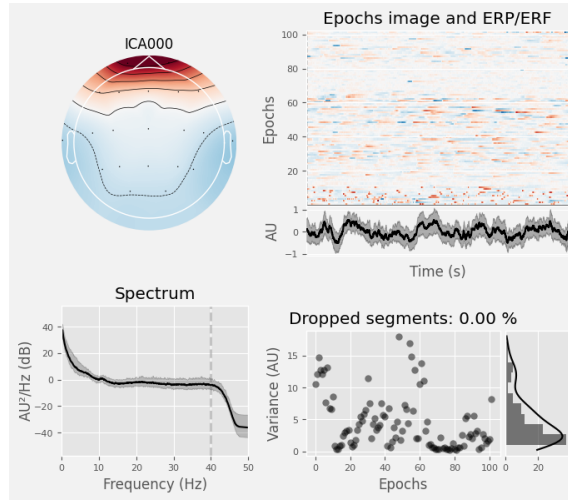 ICA000
Epochs image and ERP/ERF
Epochs
100
80
60
40
20
AU
1
0
−1
Time (s)
Spectrum
AU²/Hz (dB)
40
20
0
−20
−40
0 10 20 30 40 50
Frequency (Hz)
Dropped segments: 0.00 %
Variance (AU)
15
10
5
0
0 20 40 60 80 100
Epochs
0 20